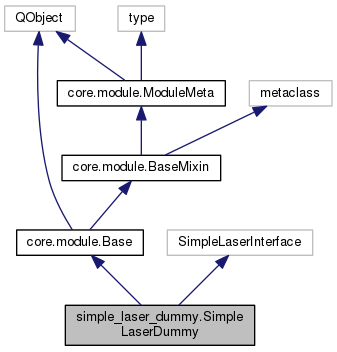 QObject
type
core.module.ModuleMeta
metaclass
core.module.BaseMixin
core.module.Base
SimpleLaserInterface
simple_laser_dummy.Simple
LaserDummy